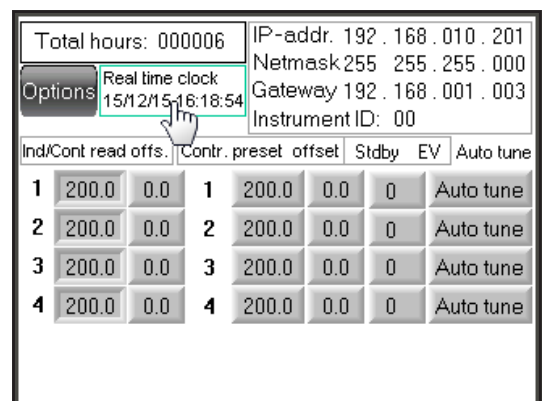 Total hours: 000006
IP-addr. 192 . 168 . 010 . 201
Netmask 255 255 . 255 . 000
Gateway 192 . 168 . 001 . 003
Instrument ID: 00
Options
Real time clock
15/12/15 16:18:54
Ind/Cont read offs. Contr. preset offset Stdby EV Auto tune
1 200.0 0.0 1 200.0 0.0 0 Auto tune
2 200.0 0.0 2 200.0 0.0 0 Auto tune
3 200.0 0.0 3 200.0 0.0 0 Auto tune
4 200.0 0.0 4 200.0 0.0 0 Auto tune